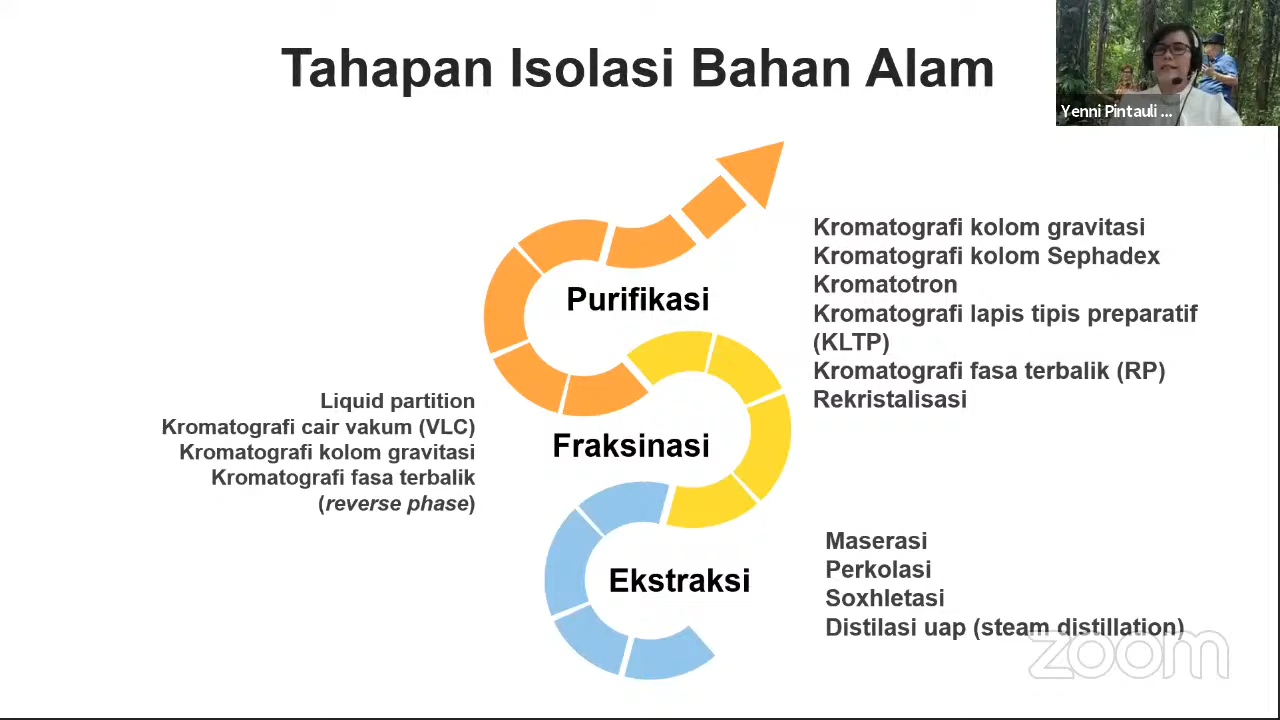 Tahapan Isolasi Bahan Alam
Yenni Pintauli ...
Kromatografi kolom gravitasi
Kromatografi kolom Sephadex
Kromatotron
Kromatografi lapis tipis preparatif
(KLTP)
Kromatografi fasa terbalik (RP)
Rekristalisasi
Purifikasi
Liquid partition
Kromatografi cair vakum (VLC)
Kromatografi kolom gravitasi
Kromatografi fasa terbalik
(reverse phase)
Fraksinasi
Ekstraksi
Maserasi
Perkolasi
Soxhletasi
Distilasi uap (steam distillation)
zoom